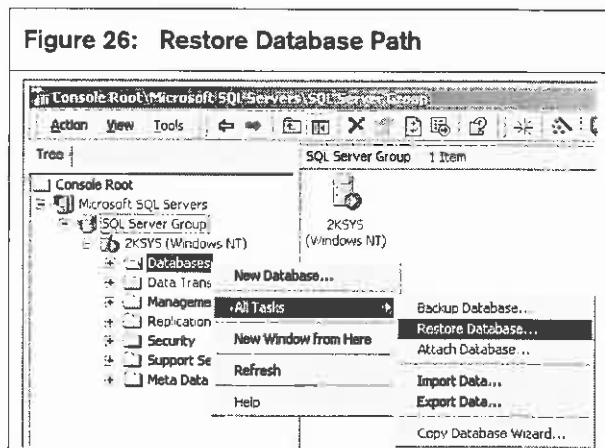 Figure 26: Restore Database Path
Console Root\Microsoft SQL Servers\SQL Server Group
Action View Tools
Tree
SQL Server Group 1 Item
Console Root
Microsoft SQL Servers
SQL Server Group
2KSYS (Windows NT)
Databases
Data Trans
Manageme
Replication
Security
Support Se
Meta Data
2KSYS
(Windows NT)
New Database...
All Tasks
New Window from Here
Refresh
Help
Backup Database...
Restore Database...
Attach Database...
Import Data...
Export Data...
Copy Database Wizard...